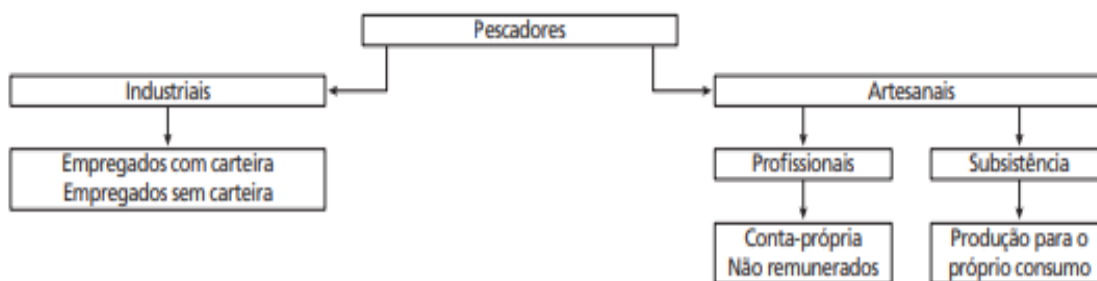 Pescadores
Industriais
Artesanais
Empregados com carteira
Empregados sem carteira
Profissionais
Subsistência
Conta-própria
Não remunerados
Produção para o
próprio consumo